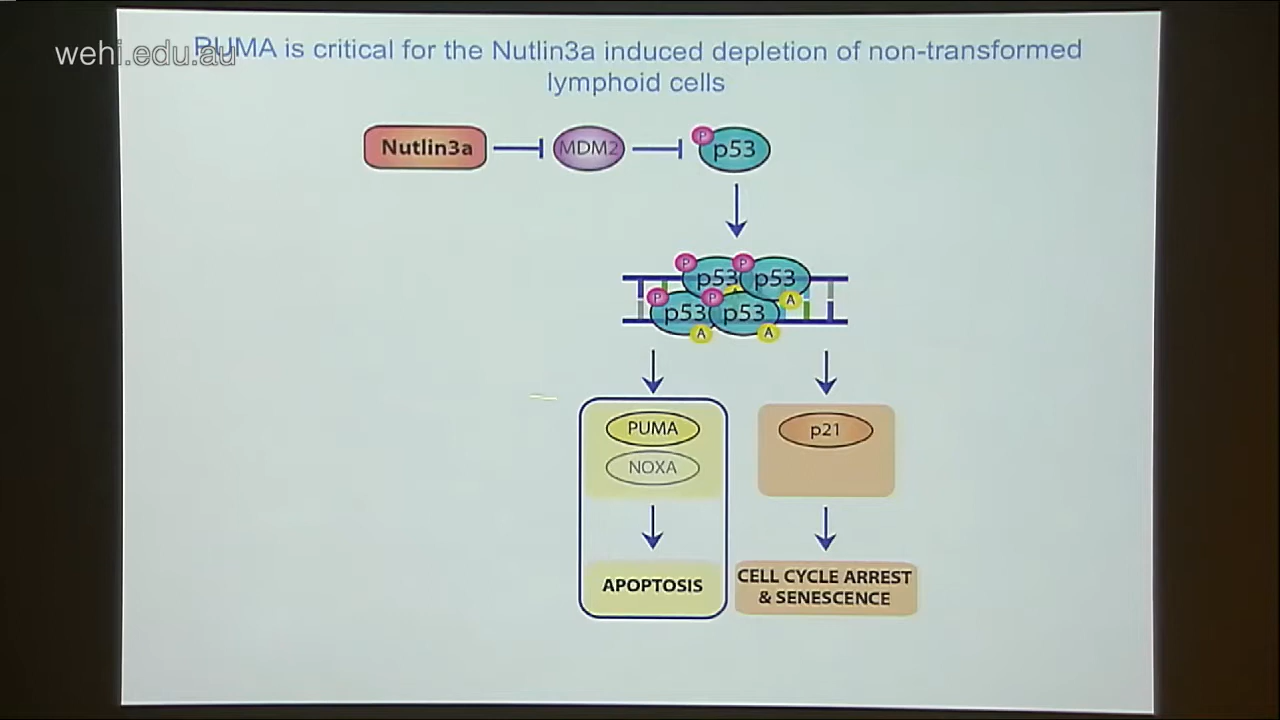 wehi.edu.au
PUMA is critical for the Nutlin3a induced depletion of non-transformed
lymphoid cells
Nutlin3a
MDM2
P
p53
P
P
p53
p53
P
P
A
p53
p53
A
A
PUMA
NOXA
p21
APOPTOSIS
CELL CYCLE ARREST
& SENESCENCE